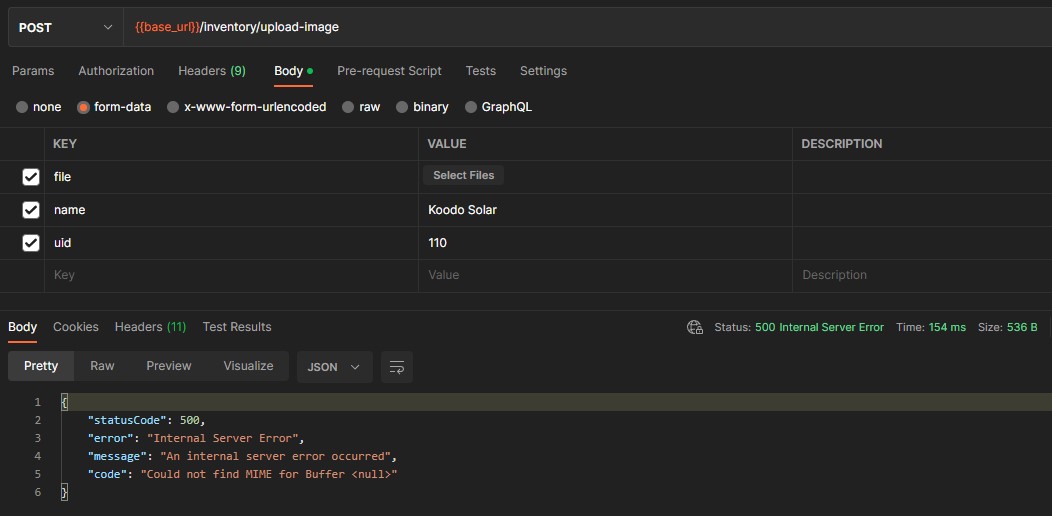 POST {{base_url}}/inventory/upload-image
Params Authorization Headers (9) Body Pre-request Script Tests Settings
none form-data x-www-form-urlencoded raw binary GraphQL
KEY VALUE DESCRIPTION
file Select Files
name Koodo Solar
uid 110
Key Value Description
Body Cookies Headers (11) Test Results Status: 500 Internal Server Error Time: 154 ms Size: 536 B
Pretty Raw Preview Visualize JSON
1 {
2 "statusCode": 500,
3 "error": "Internal Server Error",
4 "message": "An internal server error occurred",
5 "code": "Could not find MIME for Buffer <null>"
6 }